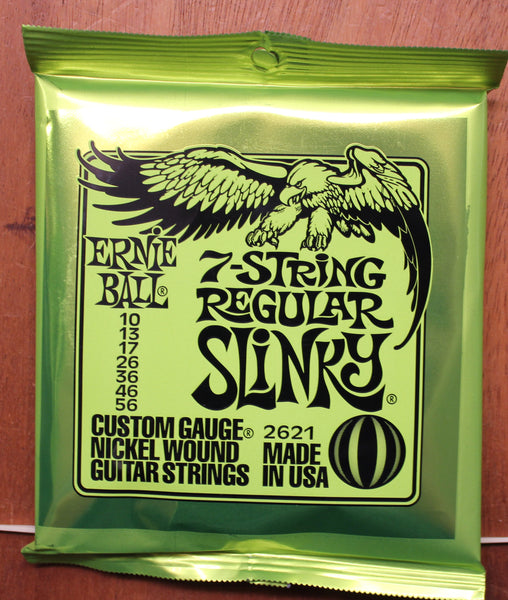 ERNIE
BALL®
7-STRING
REGULAR
SLINKY®
10
13
17
26
36
46
56
CUSTOM GAUGE®
NICKEL WOUND
GUITAR STRINGS
2621
MADE
IN USA